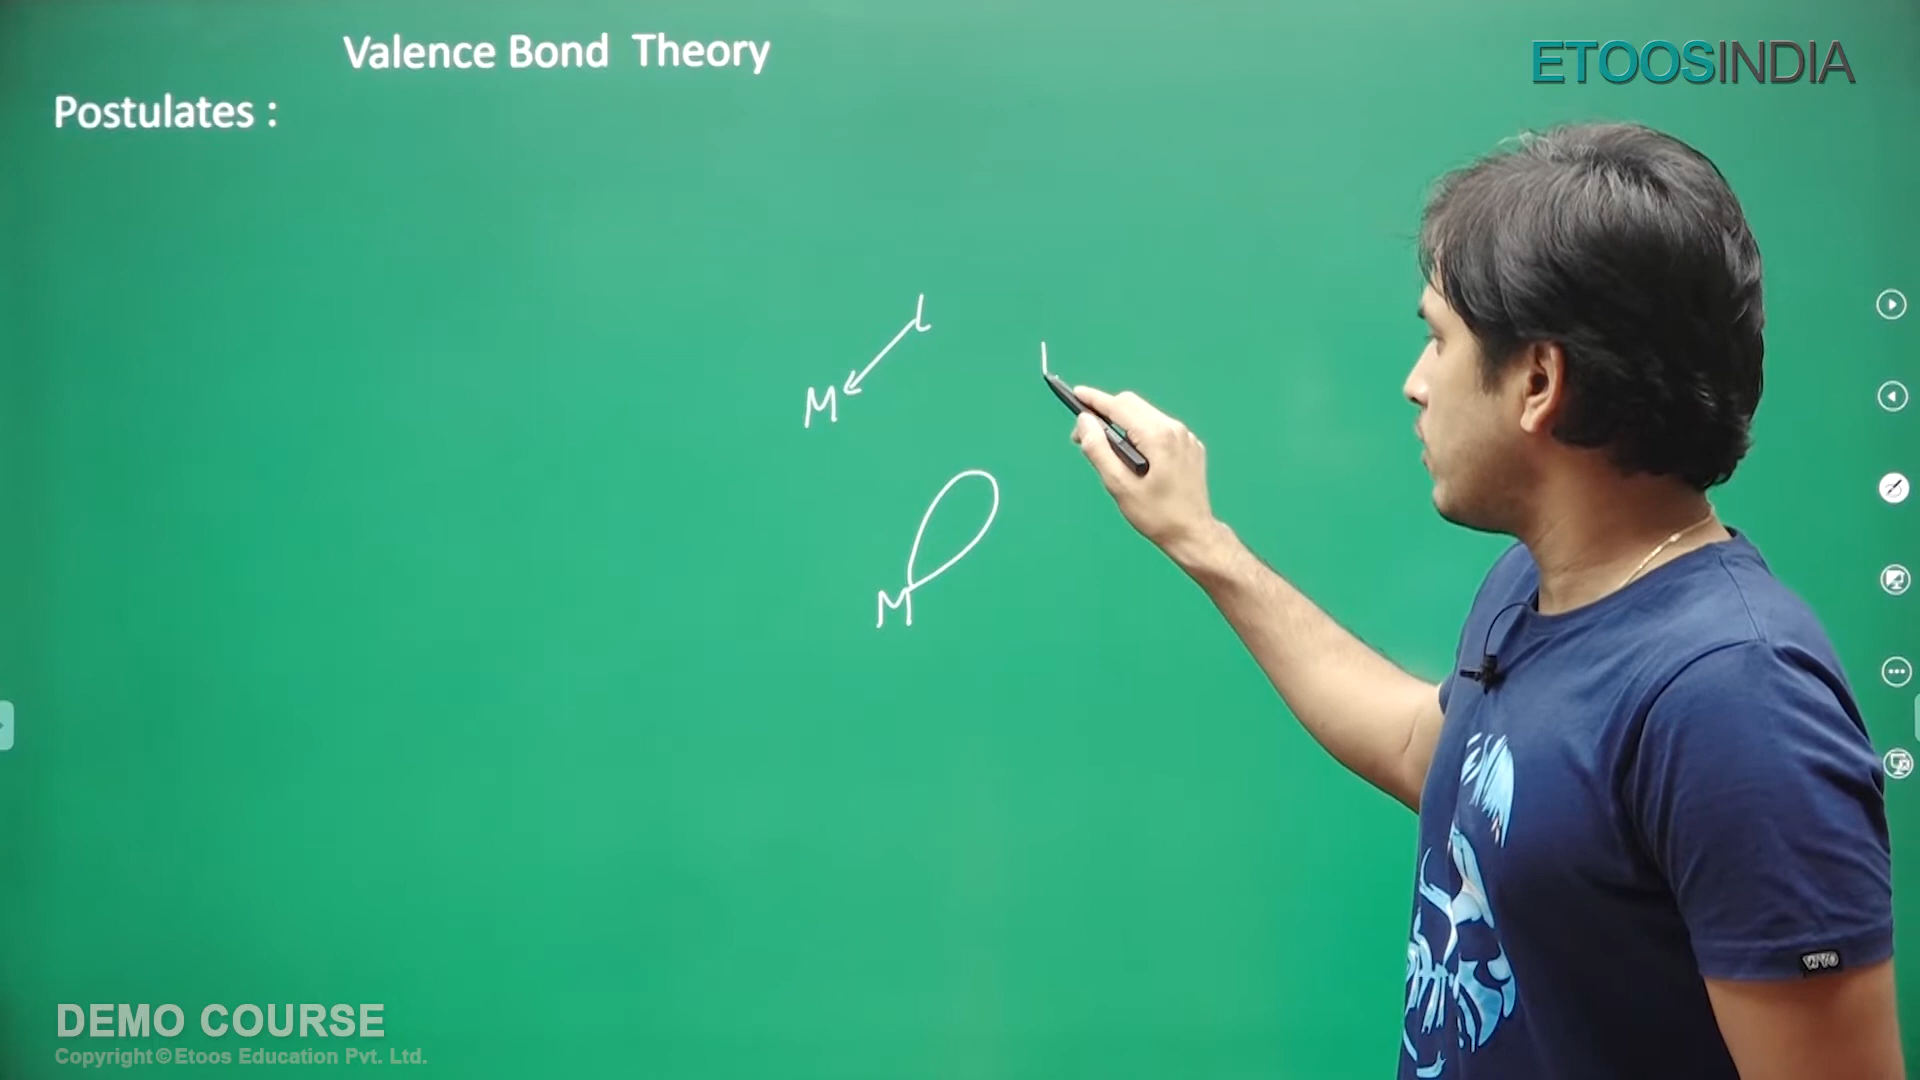 Valence Bond Theory
ETOOSINDIA
Postulates :
L
M
L
M
DEMO COURSE
Copyright©Etoos Education Pvt. Ltd.